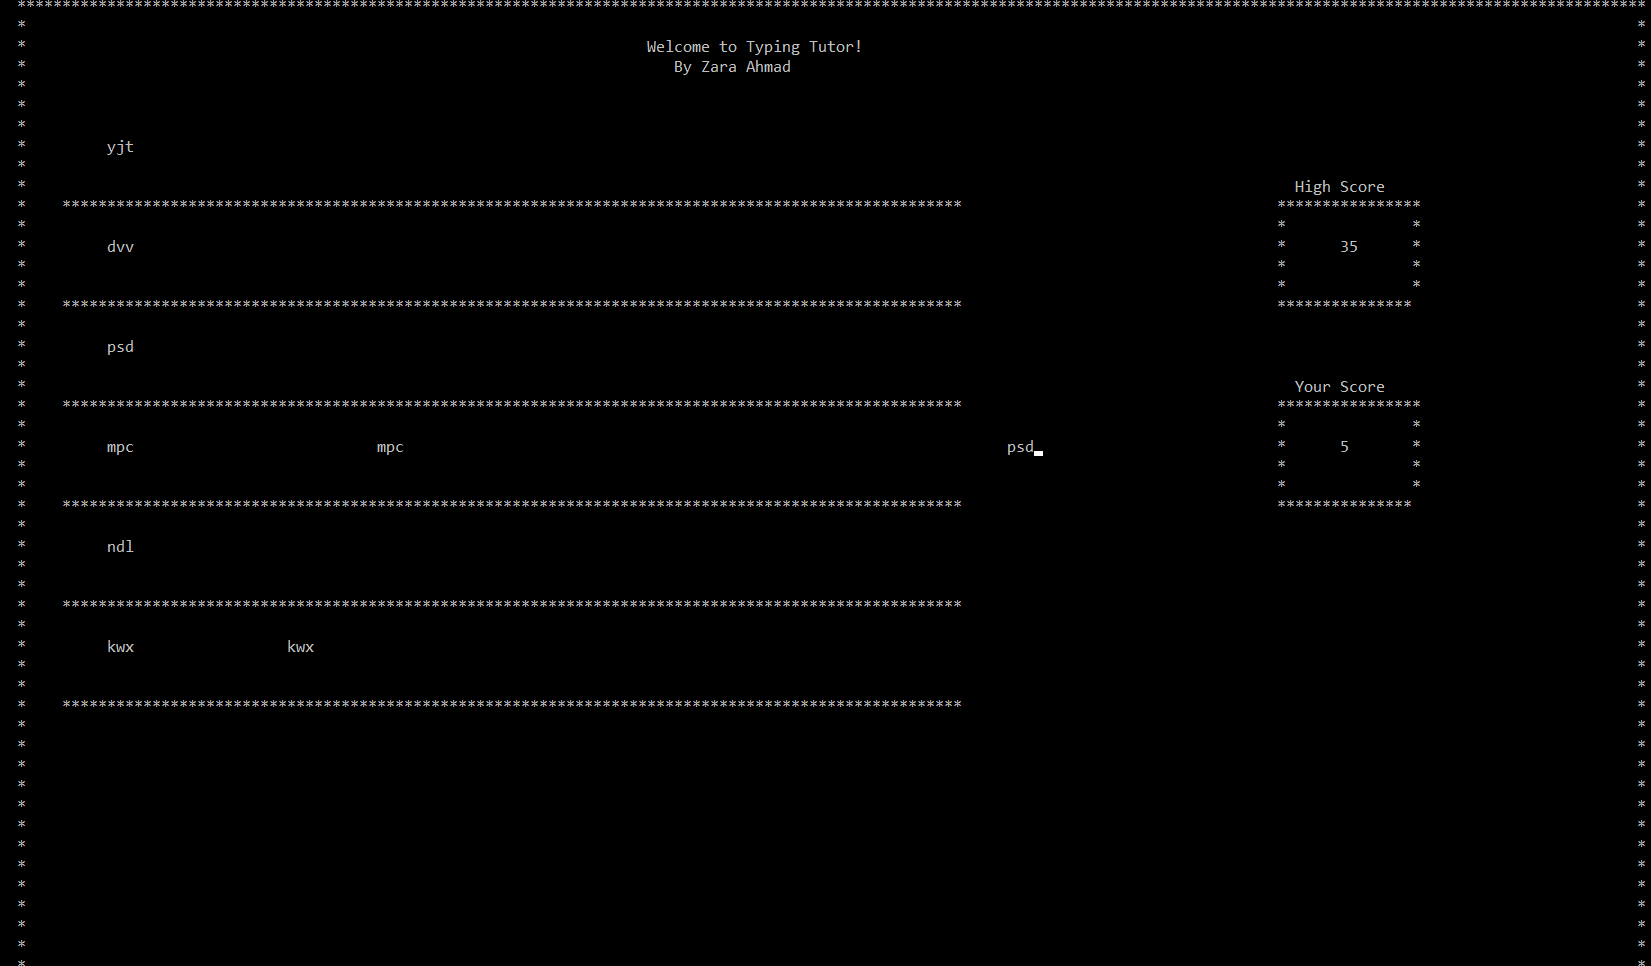 Welcome to Typing Tutor!
By Zara Ahmad
yjt
High Score
dvv 35
psd
Your Score
mpc mpc psd 5
ndl
kwx kwx